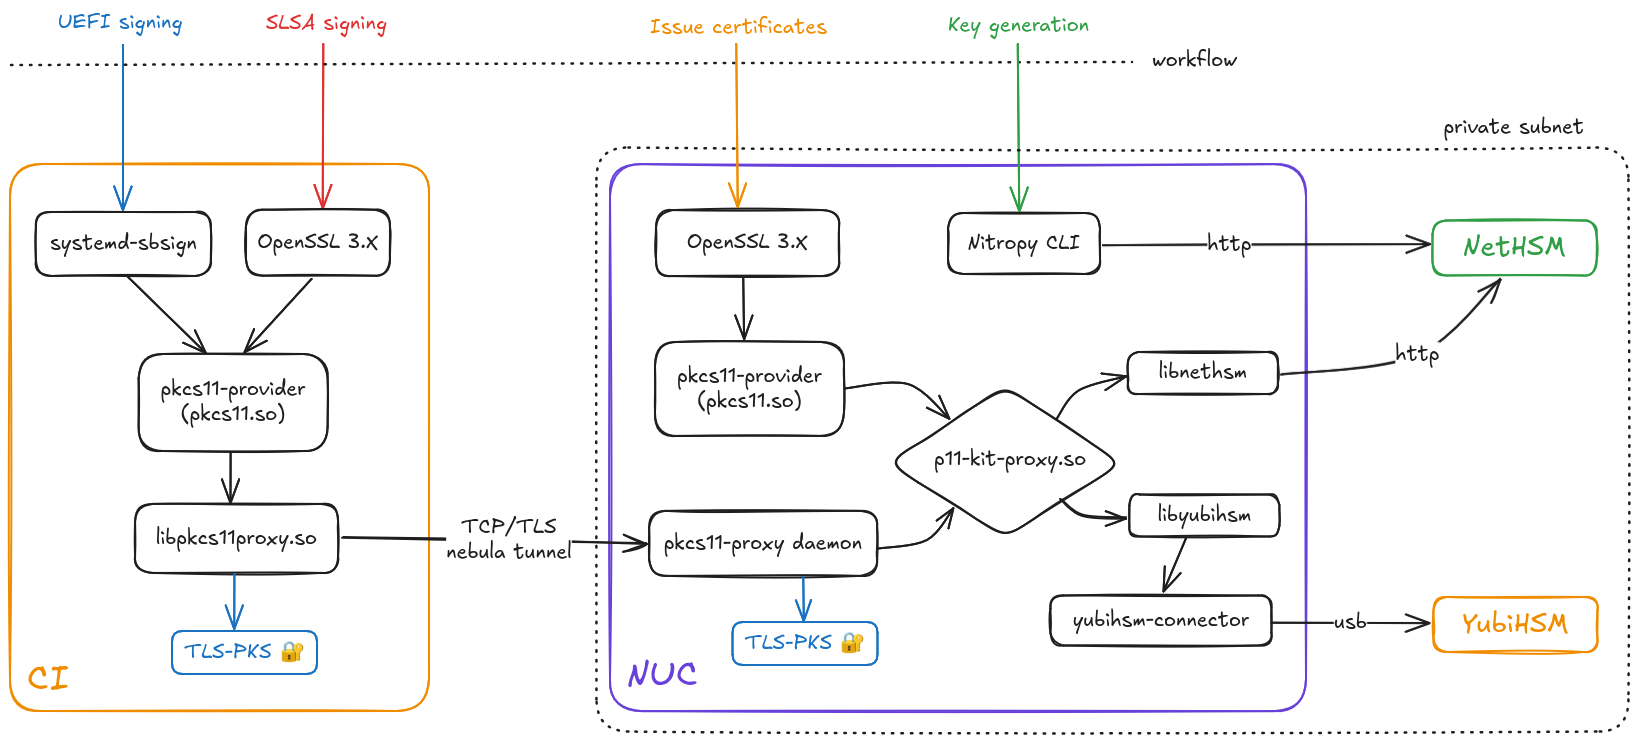 UEFI signing
SLSA signing
Issue certificates
Key generation
workflow
private subnet
systemd-sbsign
OpenSSL 3.X
OpenSSL 3.X
Nitropy CLI
http
NetHSM
pkcs11-provider
(pkcs11.so)
pkcs11-provider
(pkcs11.so)
libnethsm
http
p11-kit-proxy.so
libpkcs11proxy.so
TCP/TLS
nebula tunnel
pkcs11-proxy daemon
libyubihsm
yubihsm-connector
usb
YubiHSM
TLS-PKS 🔐
TLS-PKS 🔐
CI
NUC